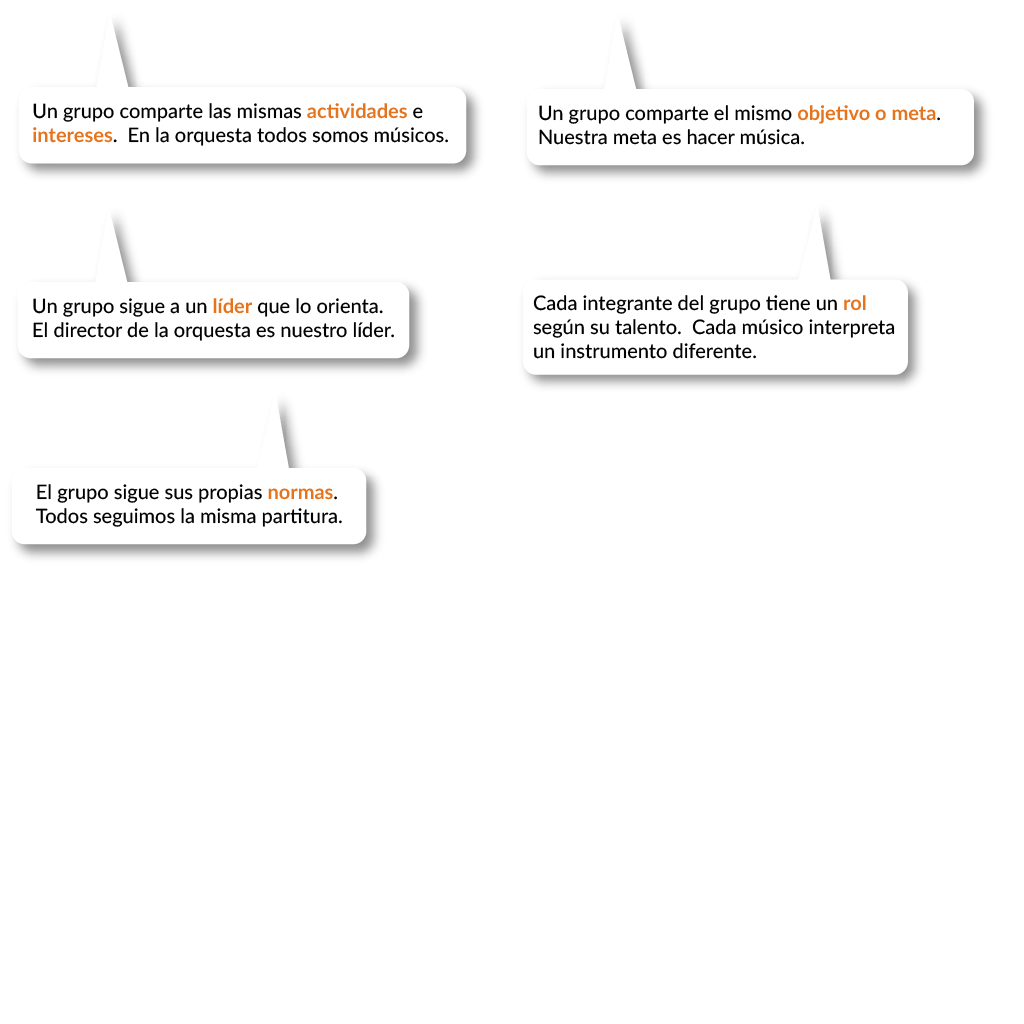 Un grupo comparte las mismas actividades e
intereses.  En la orquesta todos somos músicos.
Un grupo comparte el mismo objetivo o meta.
Nuestra meta es hacer música.
Un grupo sigue a un líder que lo orienta.
El director de la orquesta es nuestro líder.
Cada integrante del grupo tiene un rol
según su talento.  Cada músico interpreta
un instrumento diferente.
El grupo sigue sus propias normas.
Todos seguimos la misma partitura.